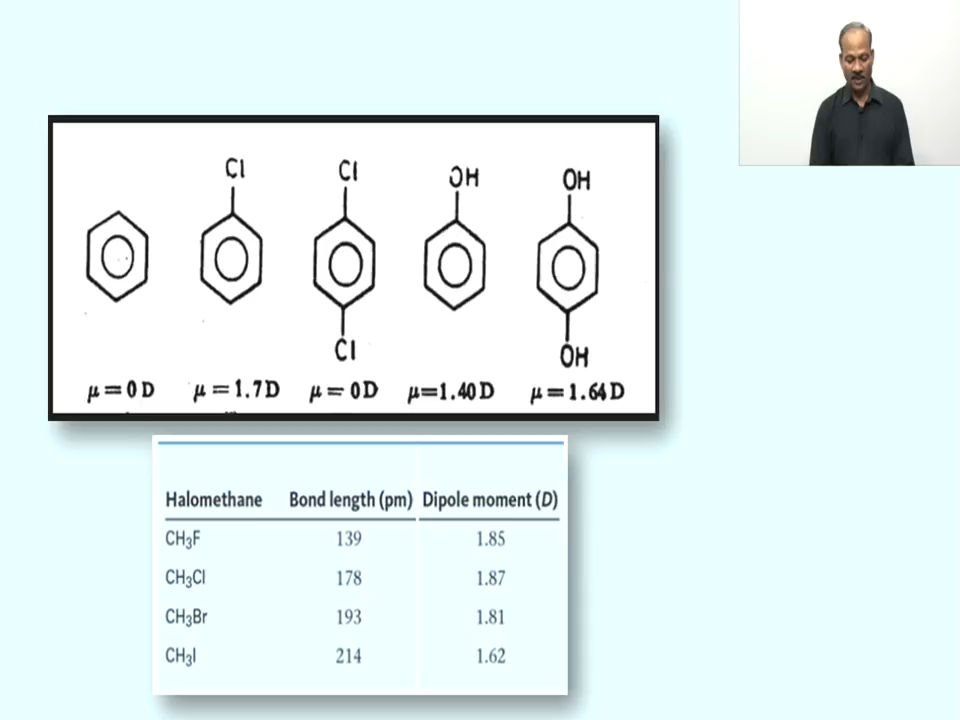 Cl Cl OH OH
Cl OH
μ = 0 D μ = 1.7 D μ = 0 D μ = 1.40 D μ = 1.64 D
Halomethane Bond length (pm) Dipole moment (D)
CH₃F 139 1.85
CH₃Cl 178 1.87
CH₃Br 193 1.81
CH₃I 214 1.62